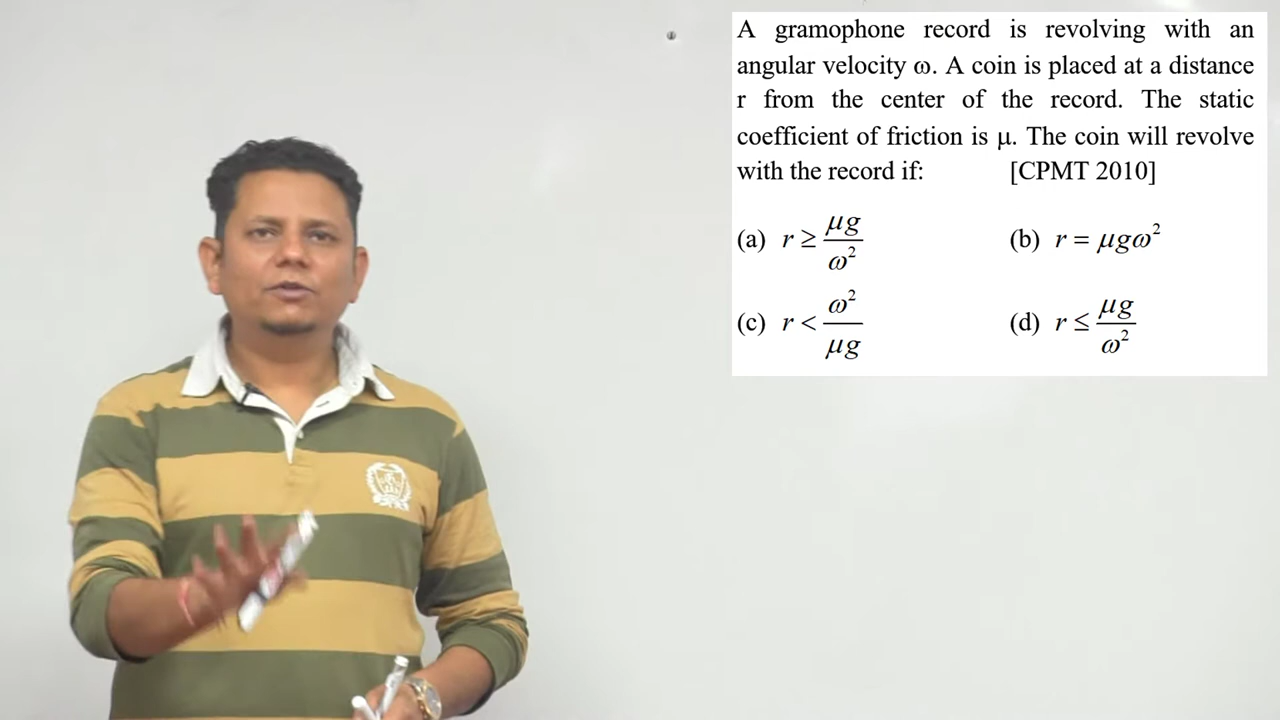 A gramophone record is revolving with an
angular velocity ω. A coin is placed at a distance
r from the center of the record. The static
coefficient of friction is μ. The coin will revolve
with the record if: [CPMT 2010]
(a) r ≥ μg/ω² (b) r = μgω²
(c) r < ω²/μg (d) r ≤ μg/ω²